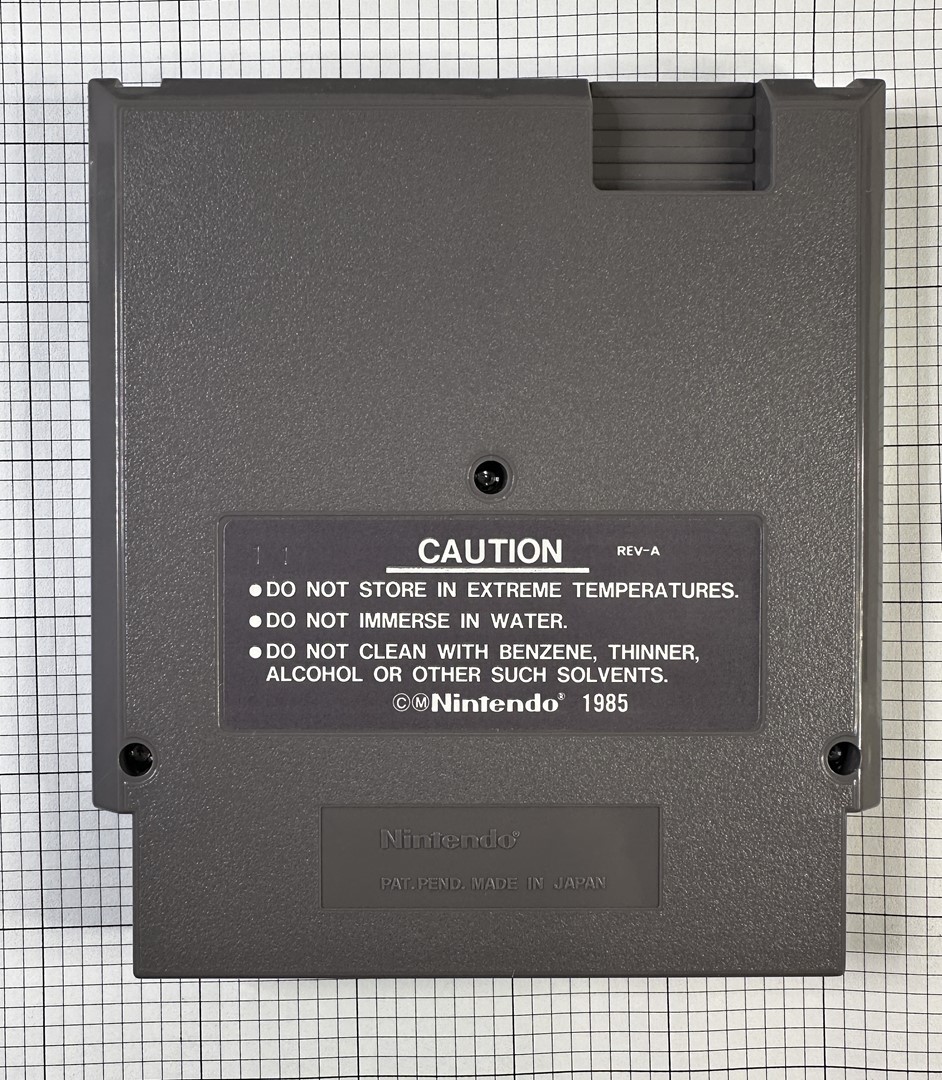 CAUTION REV-A
●DO NOT STORE IN EXTREME TEMPERATURES.
●DO NOT IMMERSE IN WATER.
●DO NOT CLEAN WITH BENZENE, THINNER,
ALCOHOL OR OTHER SUCH SOLVENTS.
©ⓂNintendo® 1985
Nintendo®
PAT. PEND. MADE IN JAPAN